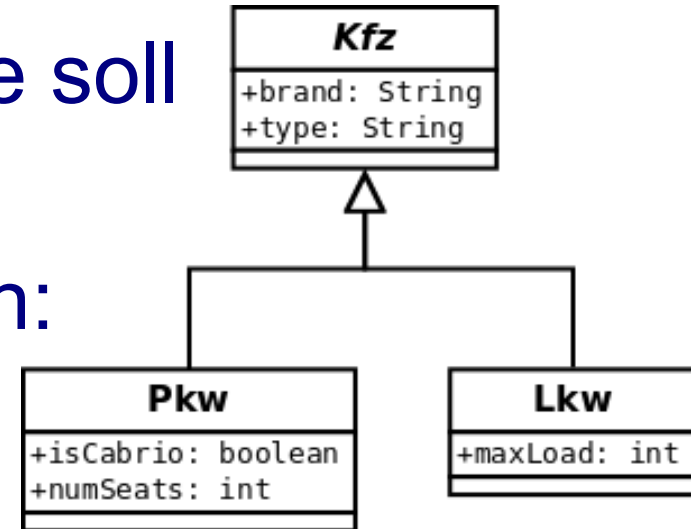 e soll
Kfz
+brand: String
+type: String
n:
Pkw
+isCabrio: boolean
+numSeats: int
Lkw
+maxLoad: int